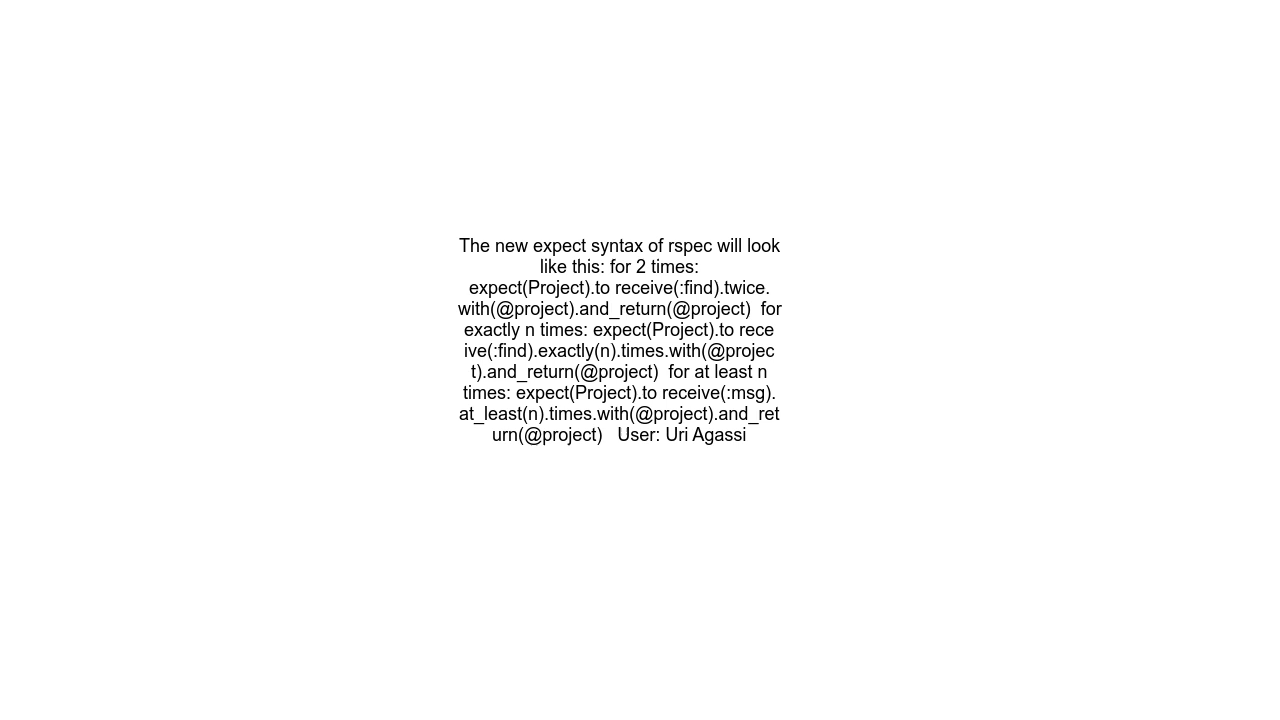 The new expect syntax of rspec will look
like this: for 2 times:
expect(Project).to receive(:find).twice.
with(@project).and_return(@project)  for
exactly n times: expect(Project).to rece
ive(:find).exactly(n).times.with(@projec
t).and_return(@project)  for at least n
times: expect(Project).to receive(:msg).
at_least(n).times.with(@project).and_ret
urn(@project)   User: Uri Agassi